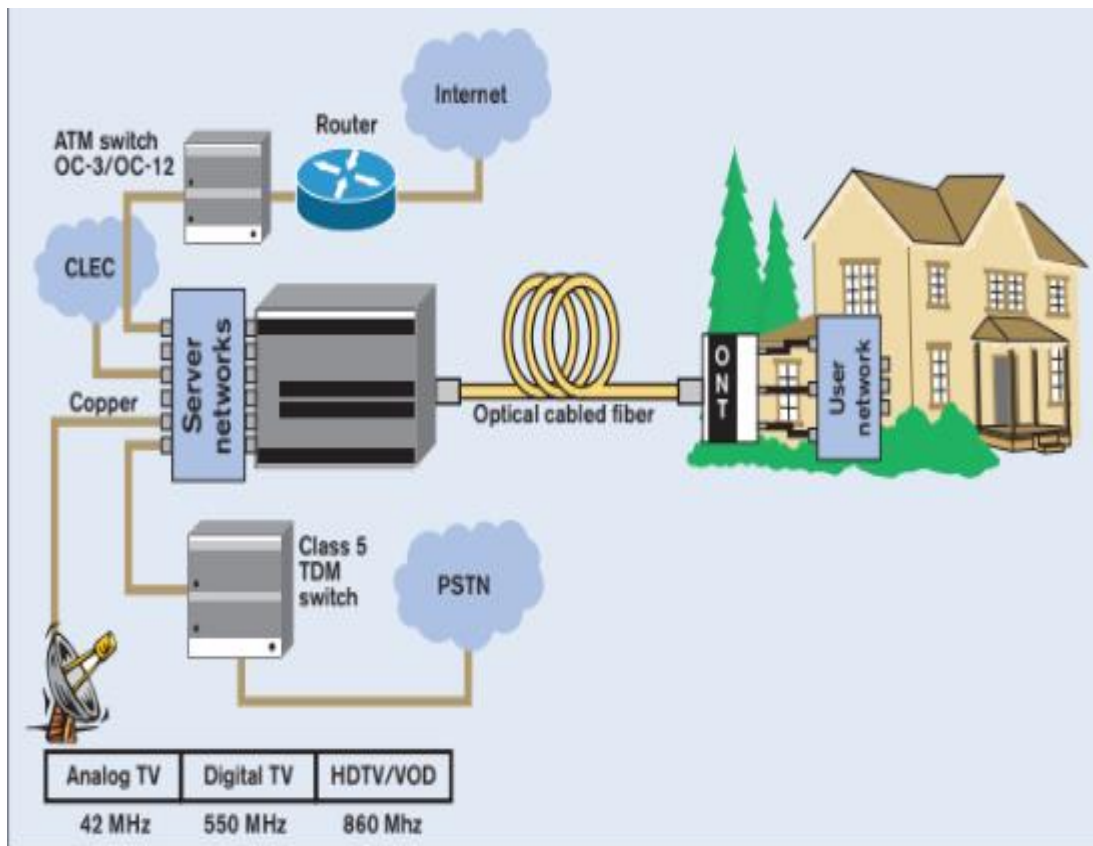 Internet
Router
ATM switch
OC-3/OC-12
CLEC
Server
networks
Copper
Optical cabled fiber
ONT
User
network
Class 5
TDM
switch
PSTN
Analog TV
Digital TV
HDTV/VOD
42 MHz
550 MHz
860 Mhz